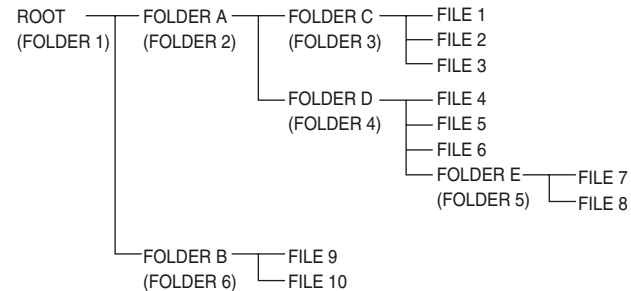 ROOT FOLDER A FOLDER C FILE 1
(FOLDER 1) (FOLDER 2) (FOLDER 3) FILE 2
FILE 3
FOLDER D FILE 4
(FOLDER 4) FILE 5
FILE 6
FOLDER E FILE 7
(FOLDER 5) FILE 8
FOLDER B FILE 9
(FOLDER 6) FILE 10